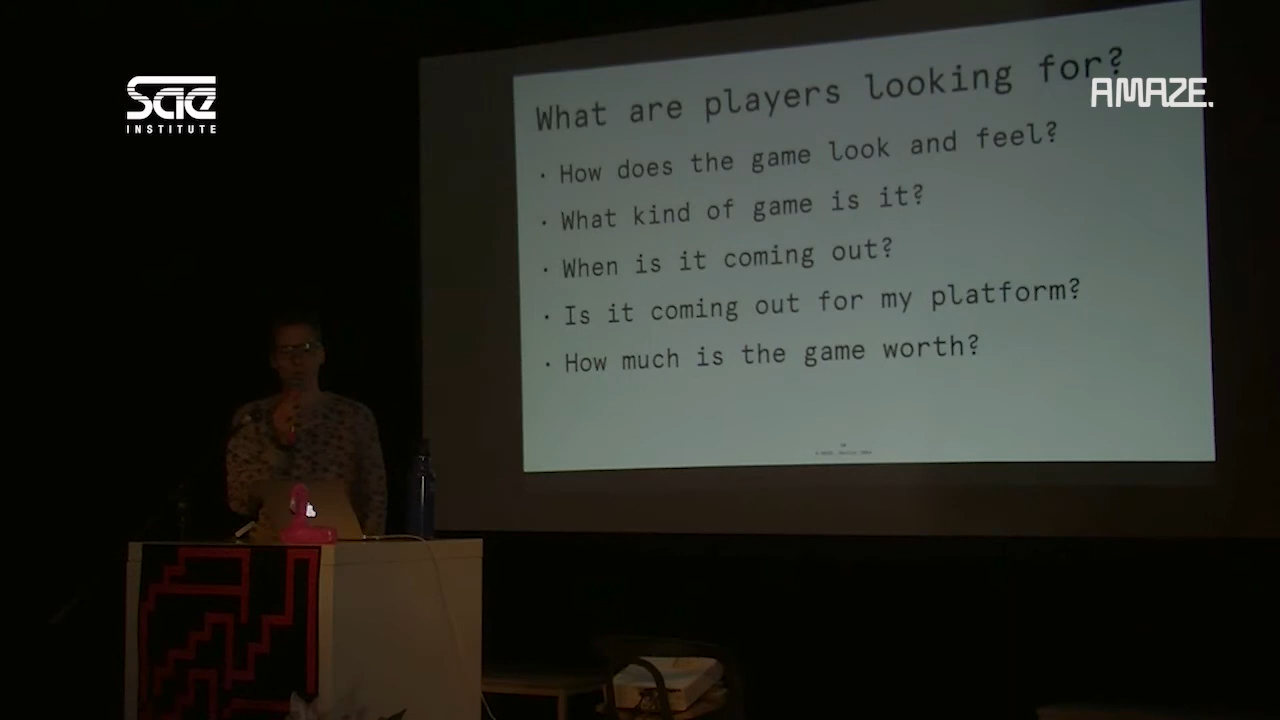 SAE
INSTITUTE
AMAZE.
What are players looking for?
· How does the game look and feel?
· What kind of game is it?
· When is it coming out?
· Is it coming out for my platform?
· How much is the game worth?